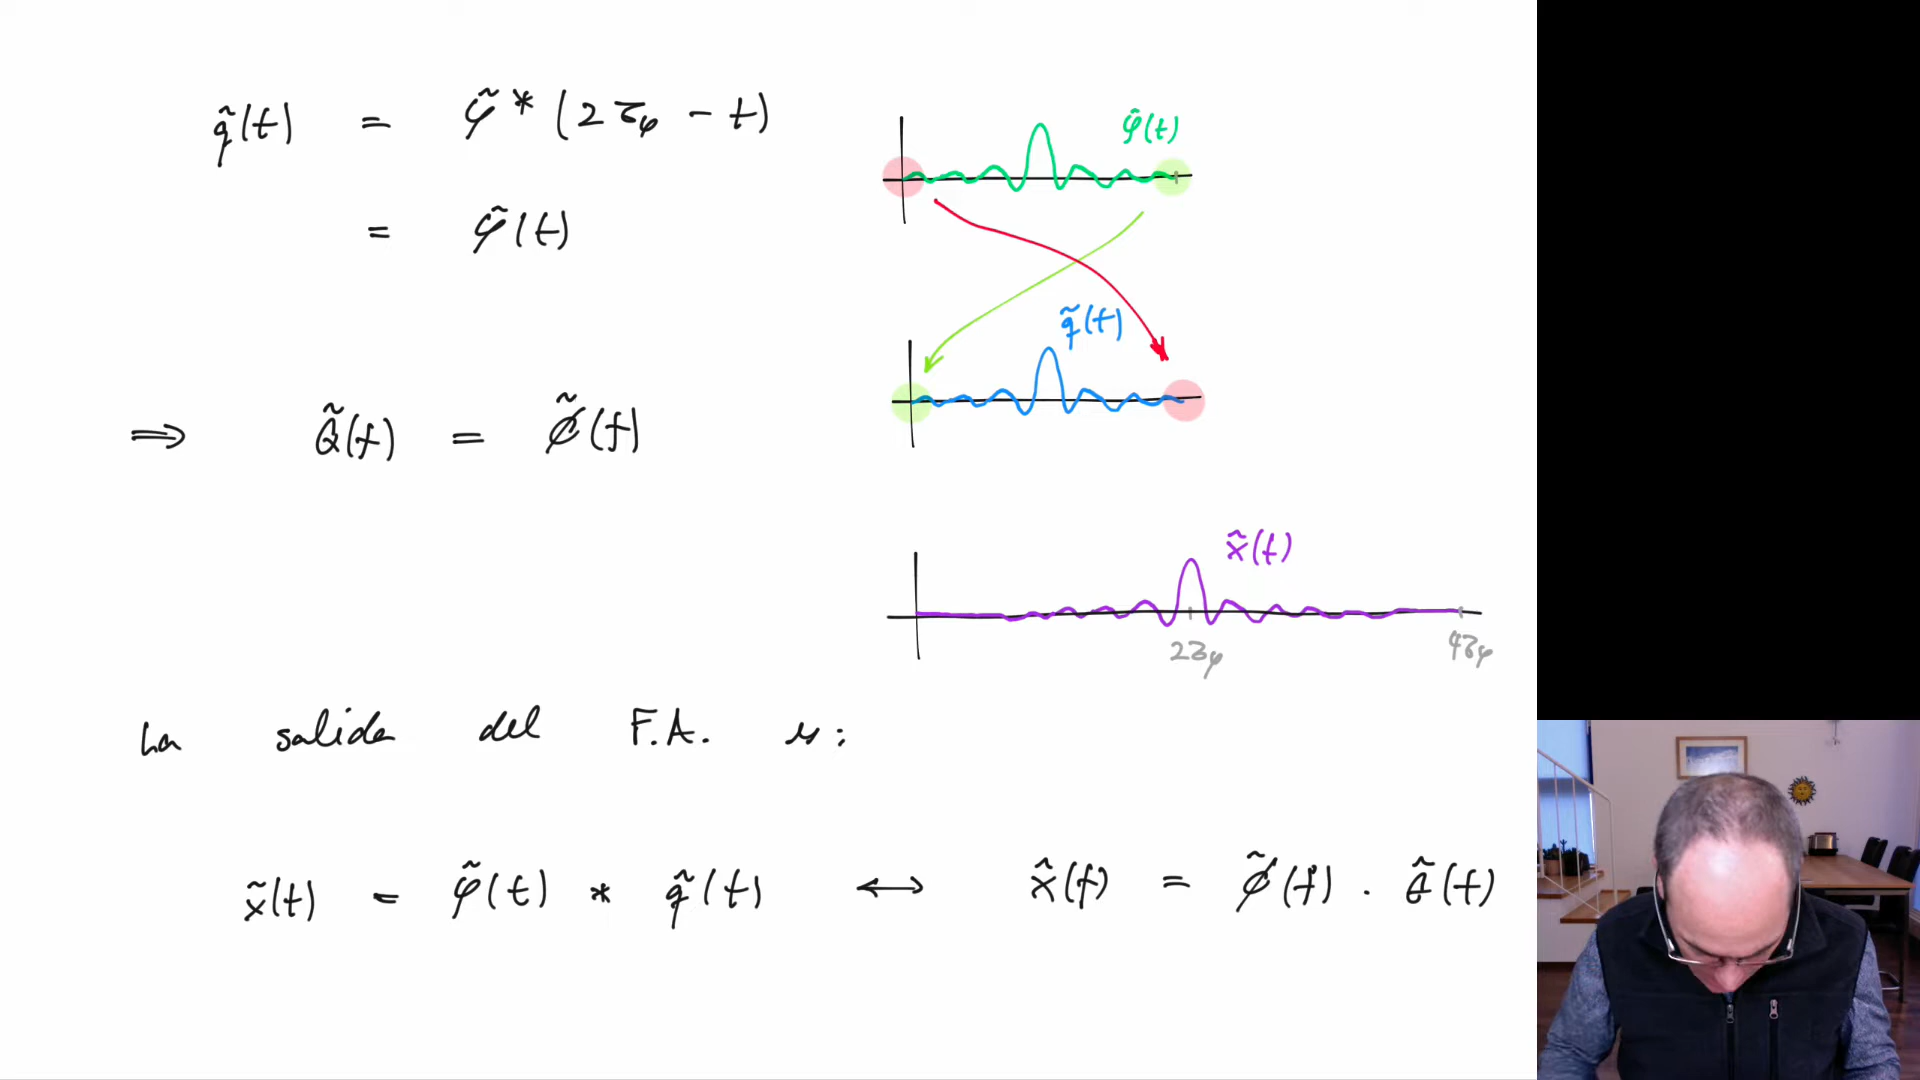 q̃(t) = φ̃*(2τφ - t)
φ̃(t)
= φ̃(t)
q̃(t)
⟹ Q̃(f) = Φ̃(f)
x̃(t)
2τφ 4τφ
La salida del F.A. es:
x̃(t) = φ̃(t) * q̃(t) ⟷ X̃(f) = Φ̃(f) · Q̃(f)